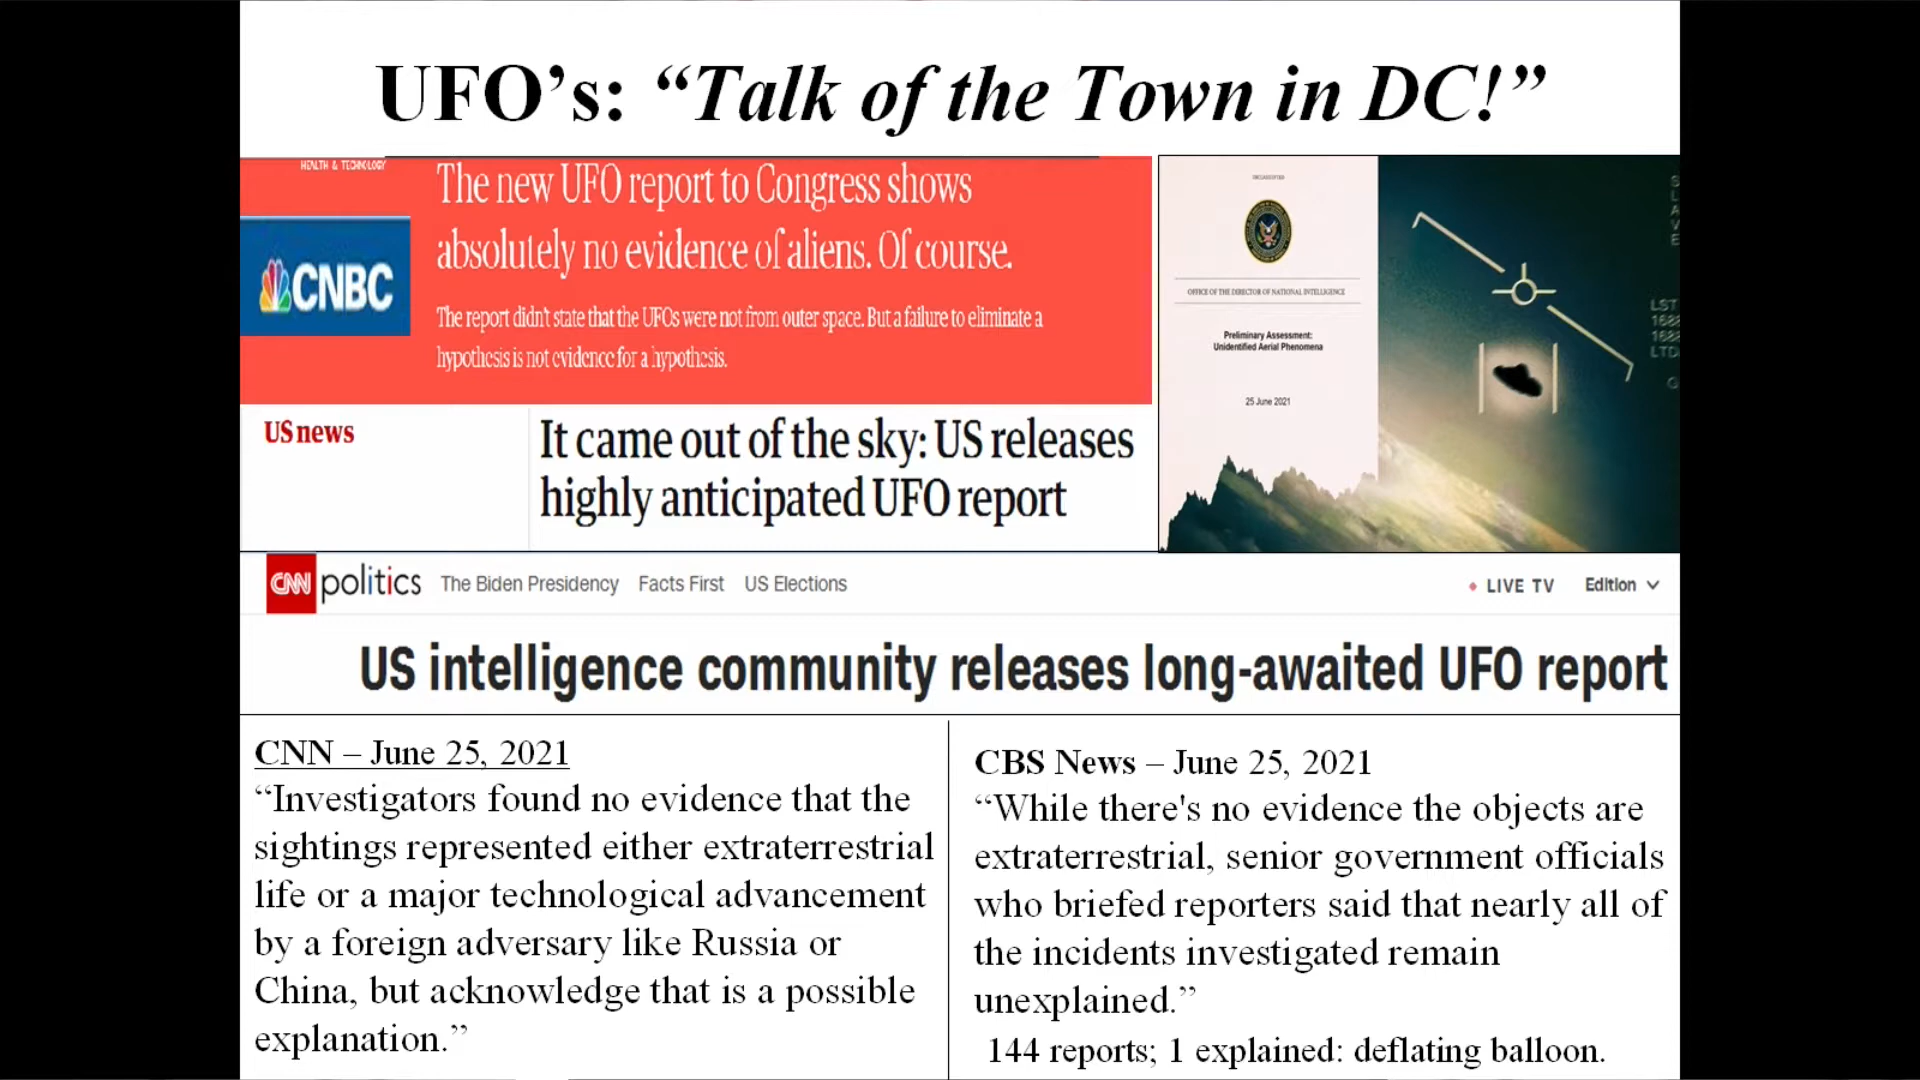 UFO’s: “Talk of the Town in DC!”
HEALTH & TECHNOLOGY
The new UFO report to Congress shows
absolutely no evidence of aliens. Of course.
CNBC
The report didn't state that the UFOs were not from outer space. But a failure to eliminate a
hypothesis is not evidence for a hypothesis.
US news
It came out of the sky: US releases
highly anticipated UFO report
UNCLASSIFIED
OFFICE OF THE DIRECTOR OF NATIONAL INTELLIGENCE
Preliminary Assessment:
Unidentified Aerial Phenomena
25 June 2021
S
L
A
V
E
LST
168
168
LTD
CNN politics The Biden Presidency Facts First US Elections LIVE TV Edition
US intelligence community releases long-awaited UFO report
CNN – June 25, 2021
“Investigators found no evidence that the
sightings represented either extraterrestrial
life or a major technological advancement
by a foreign adversary like Russia or
China, but acknowledge that is a possible
explanation.”
CBS News – June 25, 2021
“While there's no evidence the objects are
extraterrestrial, senior government officials
who briefed reporters said that nearly all of
the incidents investigated remain
unexplained.”
144 reports; 1 explained: deflating balloon.